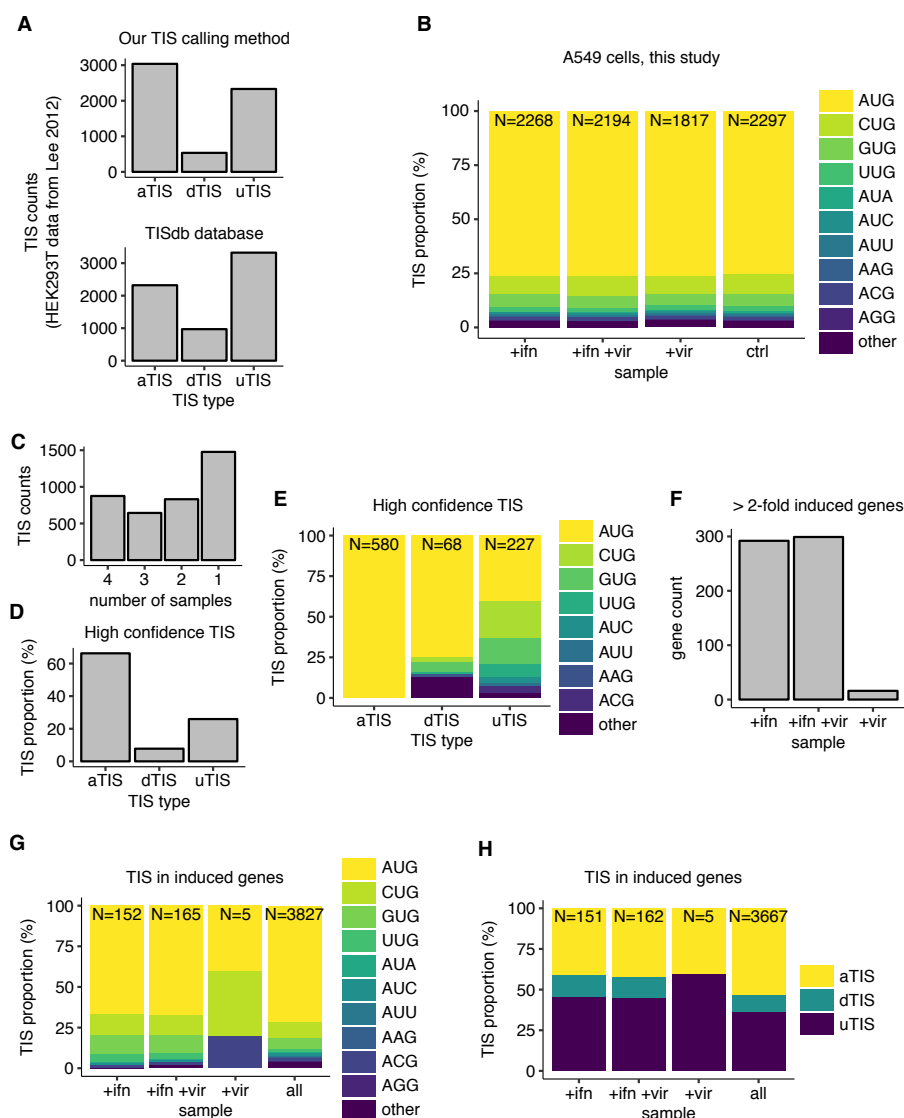 A
Our TIS calling method
3000
2000
1000
0
aTIS dTIS uTIS
TISdb database
3000
2000
1000
0
aTIS dTIS uTIS
TIS type
TIS counts
(HEK293T data from Lee 2012)
B
A549 cells, this study
100
75
50
25
0
TIS proportion (%)
N=2268 N=2194 N=1817 N=2297
+ifn +ifn +vir +vir ctrl
sample
AUG
CUG
GUG
UUG
AUA
AUC
AUU
AAG
ACG
AGG
other
C
1500
1000
500
0
TIS counts
4 3 2 1
number of samples
D
High confidence TIS
60
40
20
0
TIS proportion (%)
aTIS dTIS uTIS
TIS type
E
High confidence TIS
100
75
50
25
0
TIS proportion (%)
N=580 N=68 N=227
aTIS dTIS uTIS
TIS type
AUG
CUG
GUG
UUG
AUC
AUU
AAG
ACG
other
F
> 2-fold induced genes
300
200
100
0
gene count
+ifn +ifn +vir +vir
sample
G
TIS in induced genes
100
75
50
25
0
TIS proportion (%)
N=152 N=165 N=5 N=3827
+ifn +ifn +vir +vir all
sample
AUG
CUG
GUG
UUG
AUA
AUC
AUU
AAG
ACG
AGG
other
H
TIS in induced genes
100
75
50
25
0
TIS proportion (%)
N=151 N=162 N=5 N=3667
+ifn +ifn +vir +vir all
sample
aTIS
dTIS
uTIS